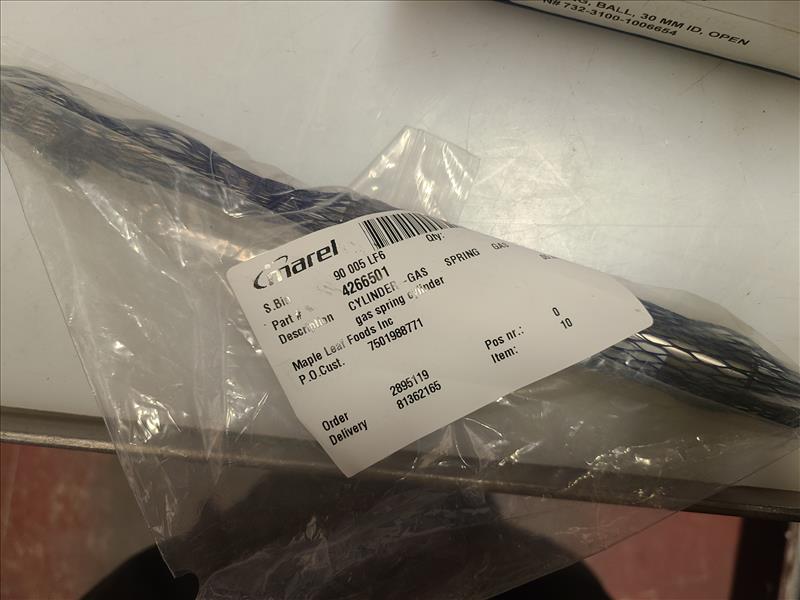 G, BALL, 30 MM ID, OPEN
N# 732-3100-1006654
marel
Qty:
S.Bin 90 005 LF6
Part # 4266501
Description CYLINDER -GAS SPRING GAS
gas spring cylinder
Maple Leaf Foods Inc
P.O.Cust. 7501988771
Pos nr.: 0
Item: 10
Order 2895119
Delivery 81362165